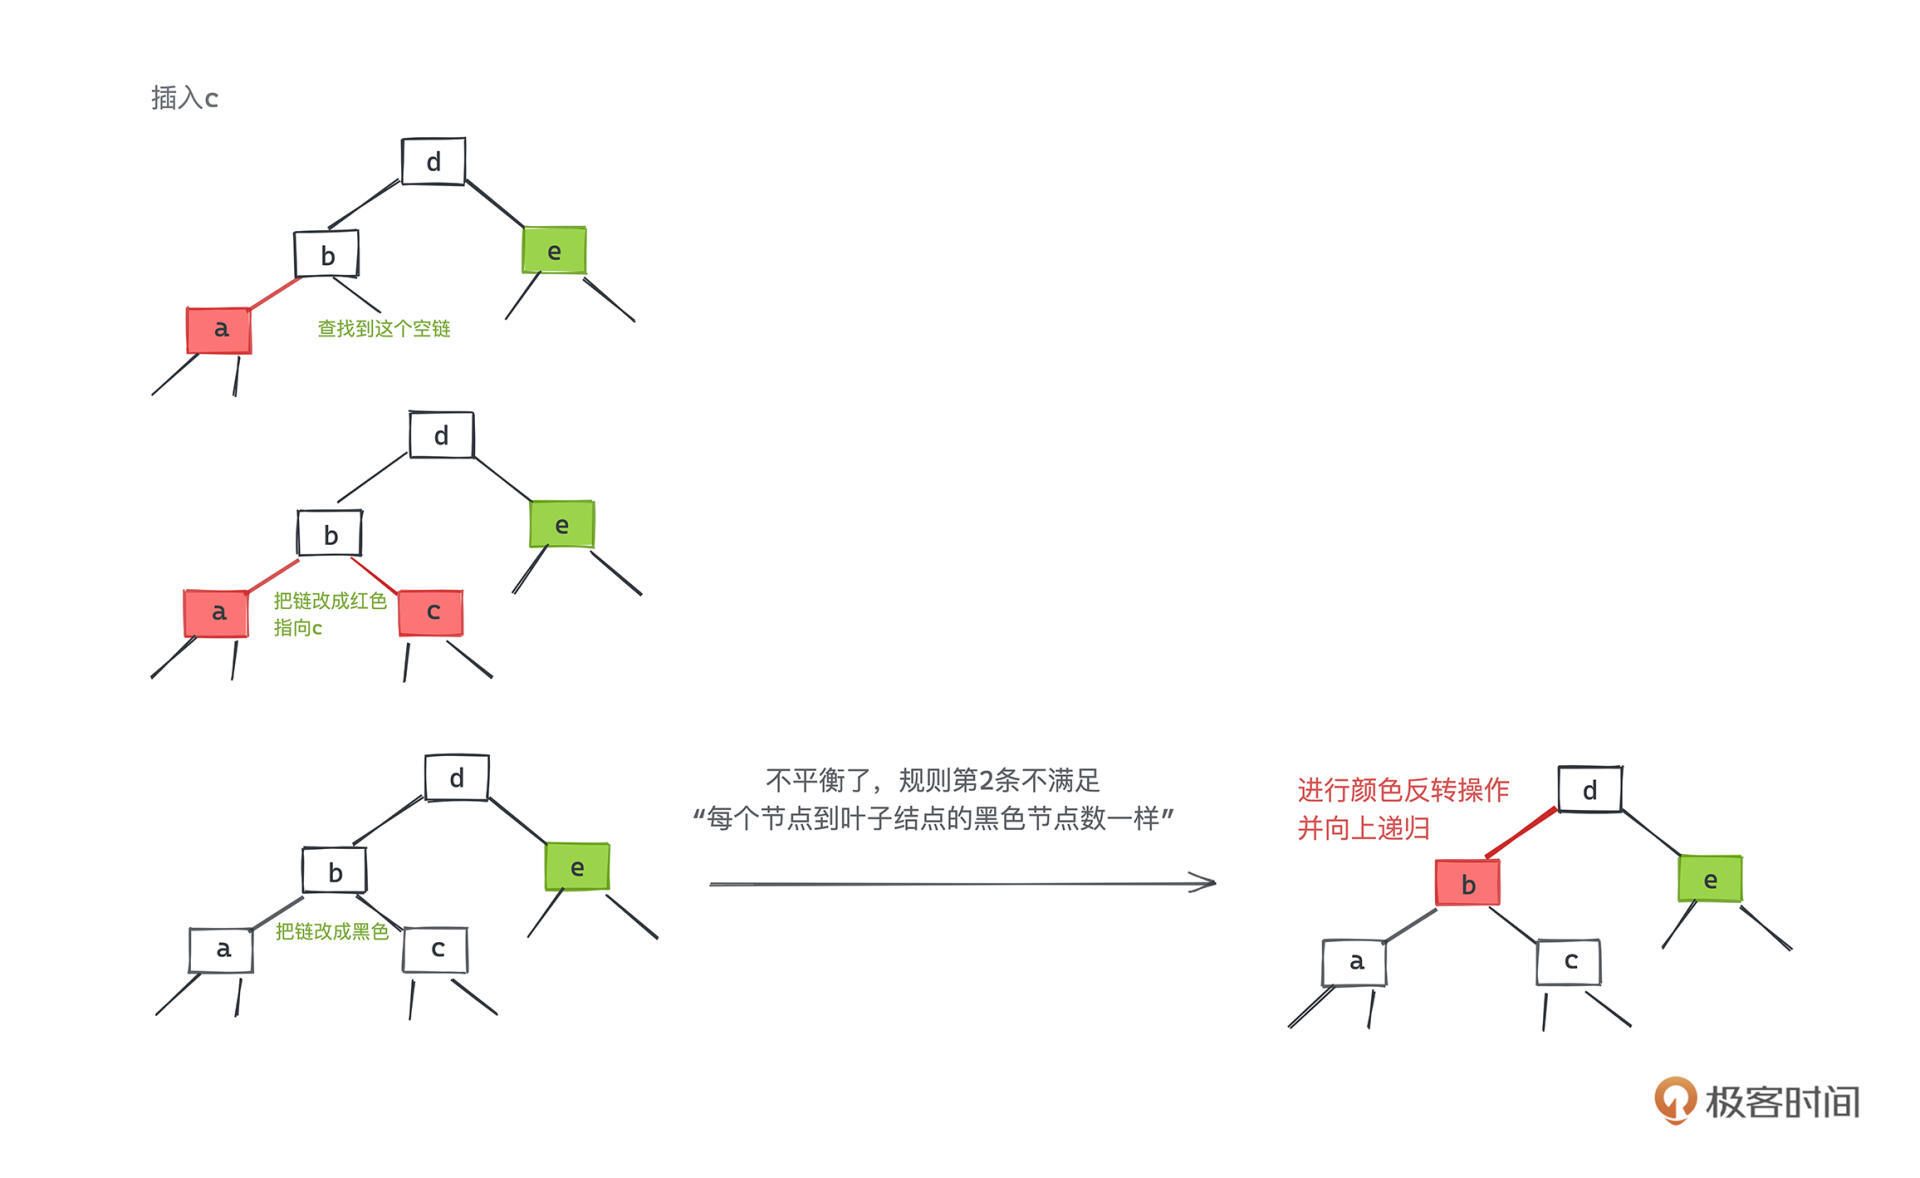 插入c
d
b
e
a
查找到这个空链
d
b
e
a
把链改成红色
指向c
c
d
b
e
a
把链改成黑色
c
不平衡了，规则第2条不满足
“每个节点到叶子结点的黑色节点数一样”
进行颜色反转操作
并向上递归
d
b
e
a
c
极客时间